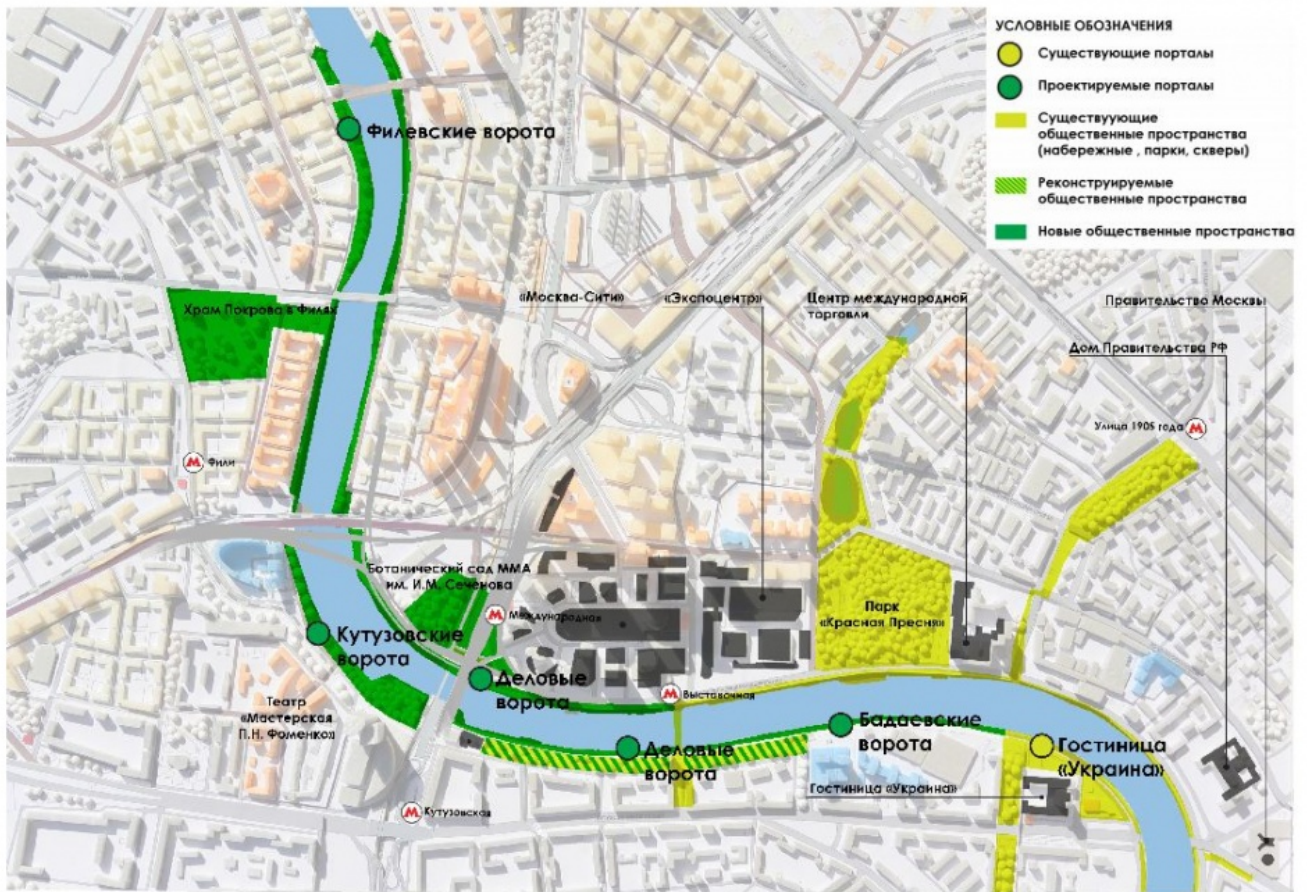 УСЛОВНЫЕ ОБОЗНАЧЕНИЯ
Существующие порталы
Проектируемые порталы
Существуующие
общественные пространства
(набережные , парки, скверы)
Реконструируемые
общественные пространства
Новые общественные пространства
Филевские ворота
Храм Покрова в Филях
«Москва-Сити»
«Экспоцентр»
Центр международной
торговли
Правительство Москвы
Дом Правительства РФ
Улица 1905 года
М
М
Фили
Ботанический сад ММА
им. И.М. Сеченова
М
Международная
Парк
«Красная Пресня»
Кутузовские
ворота
Деловые
ворота
М
Выставочная
Театр
«Мастерская
П.Н. Фоменко»
Деловые
ворота
Бадаевские
ворота
Гостиница
«Украина»
Гостиница «Украина»
М
Кутузовская